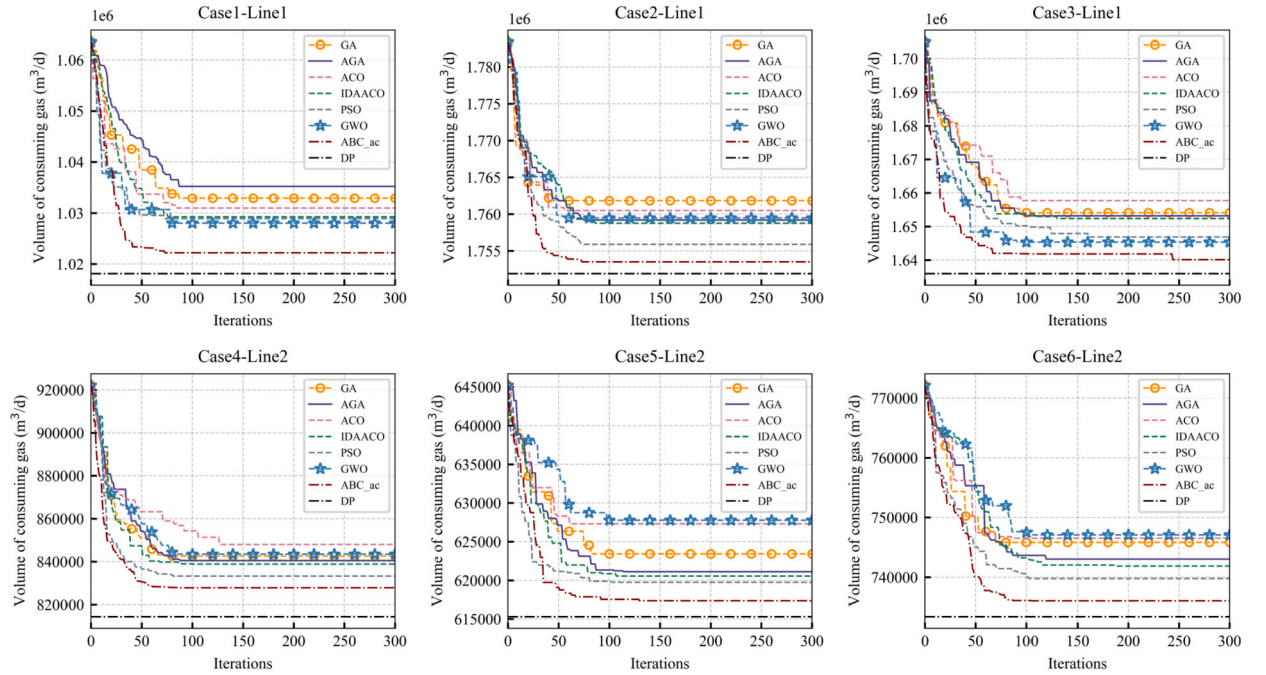 Case1-Line1
1e6
Volume of consuming gas (m³/d)
1.06
1.05
1.04
1.03
1.02
0 50 100 150 200 250 300
Iterations
GA
AGA
ACO
IDAACO
PSO
GWO
ABC_ac
DP
Case2-Line1
1e6
Volume of consuming gas (m³/d)
1.780
1.775
1.770
1.765
1.760
1.755
0 50 100 150 200 250 300
Iterations
GA
AGA
ACO
IDAACO
PSO
GWO
ABC_ac
DP
Case3-Line1
1e6
Volume of consuming gas (m³/d)
1.70
1.69
1.68
1.67
1.66
1.65
1.64
0 50 100 150 200 250 300
Iterations
GA
AGA
ACO
IDAACO
PSO
GWO
ABC_ac
DP
Case4-Line2
Volume of consuming gas (m³/d)
920000
900000
880000
860000
840000
820000
0 50 100 150 200 250 300
Iterations
GA
AGA
ACO
IDAACO
PSO
GWO
ABC_ac
DP
Case5-Line2
Volume of consuming gas (m³/d)
645000
640000
635000
630000
625000
620000
615000
0 50 100 150 200 250 300
Iterations
GA
AGA
ACO
IDAACO
PSO
GWO
ABC_ac
DP
Case6-Line2
Volume of consuming gas (m³/d)
770000
760000
750000
740000
0 50 100 150 200 250 300
Iterations
GA
AGA
ACO
IDAACO
PSO
GWO
ABC_ac
DP